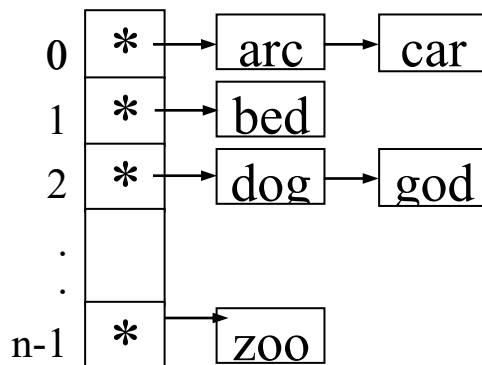 0 * arc car
1 * bed
2 * dog god
.
.
n-1 * zoo